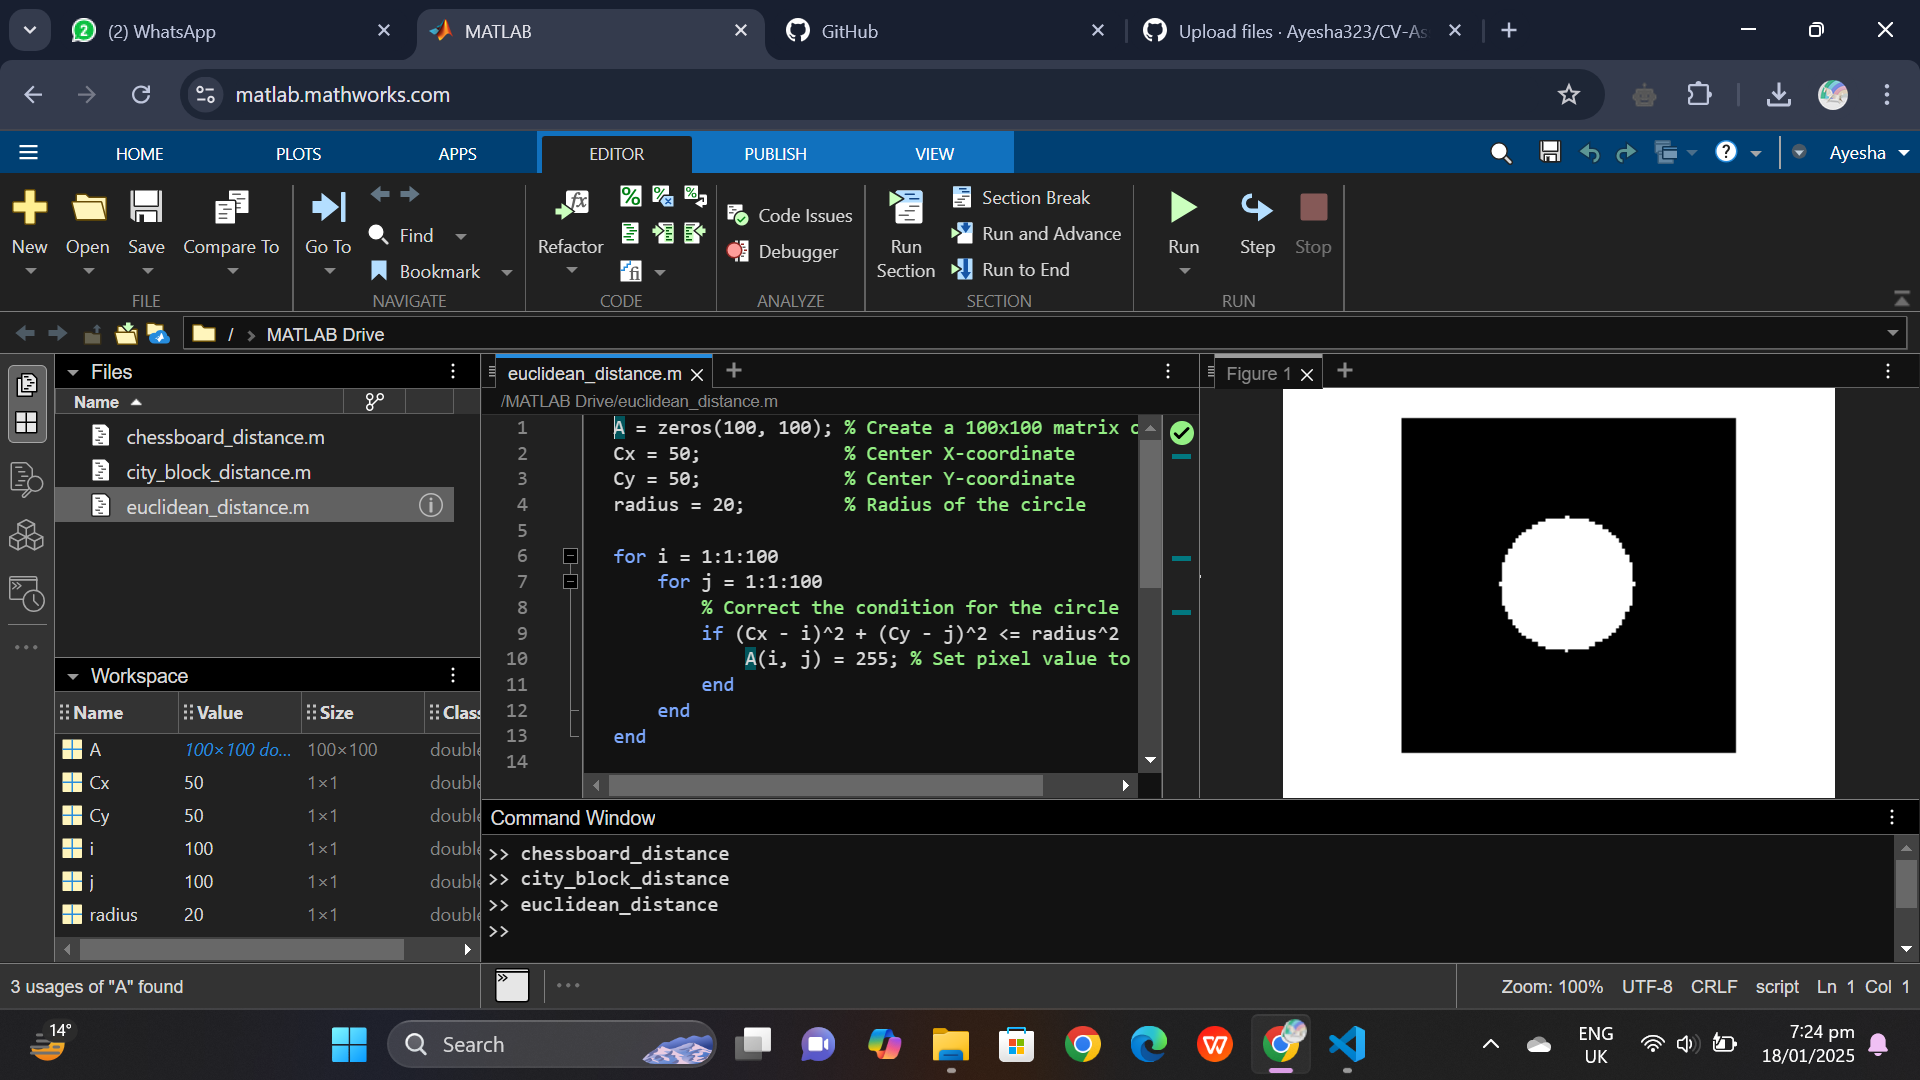 (2) WhatsApp
MATLAB
GitHub
Upload files · Ayesha323/CV-As
matlab.mathworks.com
HOME
PLOTS
APPS
EDITOR
PUBLISH
VIEW
Ayesha
New
Open
Save
Compare To
FILE
Go To
Find
Bookmark
NAVIGATE
Refactor
CODE
Code Issues
Debugger
ANALYZE
Run Section
Section Break
Run and Advance
Run to End
SECTION
Run
Step
Stop
RUN
/ > MATLAB Drive
Files
Name
chessboard_distance.m
city_block_distance.m
euclidean_distance.m
Workspace
Name Value Size Clas
A 100×100 do... 100×100 double
Cx 50 1×1 double
Cy 50 1×1 double
i 100 1×1 double
j 100 1×1 double
radius 20 1×1 double
3 usages of "A" found
euclidean_distance.m
/MATLAB Drive/euclidean_distance.m
1 A = zeros(100, 100); % Create a 100x100 matrix
2 Cx = 50; % Center X-coordinate
3 Cy = 50; % Center Y-coordinate
4 radius = 20; % Radius of the circle
5
6 for i = 1:1:100
7 for j = 1:1:100
8 % Correct the condition for the circle
9 if (Cx - i)^2 + (Cy - j)^2 <= radius^2
10 A(i, j) = 255; % Set pixel value to
11 end
12 end
13 end
14
Figure 1
Command Window
>> chessboard_distance
>> city_block_distance
>> euclidean_distance
>>
Zoom: 100% UTF-8 CRLF script Ln 1 Col 1
14°
Search
ENG
UK
7:24 pm
18/01/2025